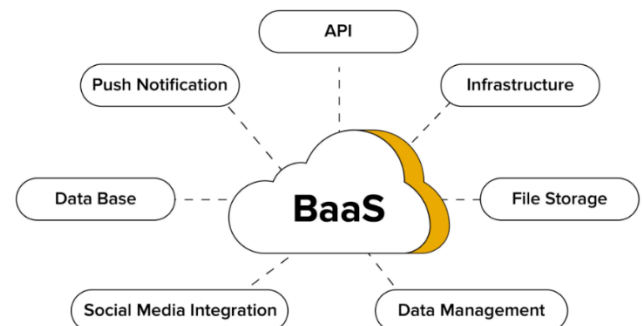 API
Push Notification
Infrastructure
BaaS
Data Base
File Storage
Social Media Integration
Data Management